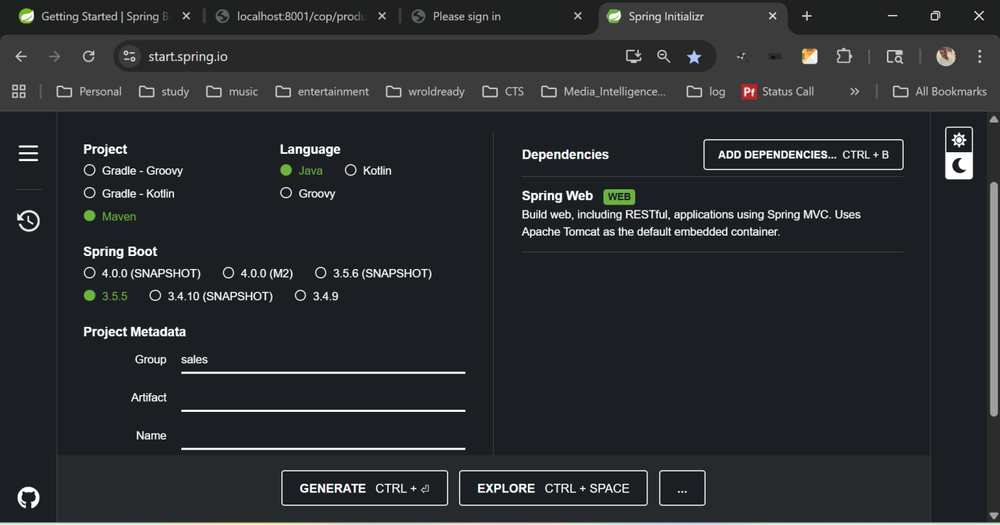 Getting Started | Spring B
localhost:8001/cop/produ
Please sign in
Spring Initializr
start.spring.io
Personal
study
music
entertainment
wroldready
CTS
Media_Intelligence...
log
Pf Status Call
All Bookmarks
Project
Gradle - Groovy
Gradle - Kotlin
Maven
Language
Java
Kotlin
Groovy
Spring Boot
4.0.0 (SNAPSHOT)
4.0.0 (M2)
3.5.6 (SNAPSHOT)
3.5.5
3.4.10 (SNAPSHOT)
3.4.9
Project Metadata
Group sales
Artifact
Name
Dependencies
ADD DEPENDENCIES... CTRL + B
Spring Web WEB
Build web, including RESTful, applications using Spring MVC. Uses
Apache Tomcat as the default embedded container.
GENERATE CTRL + ⏎
EXPLORE CTRL + SPACE
...